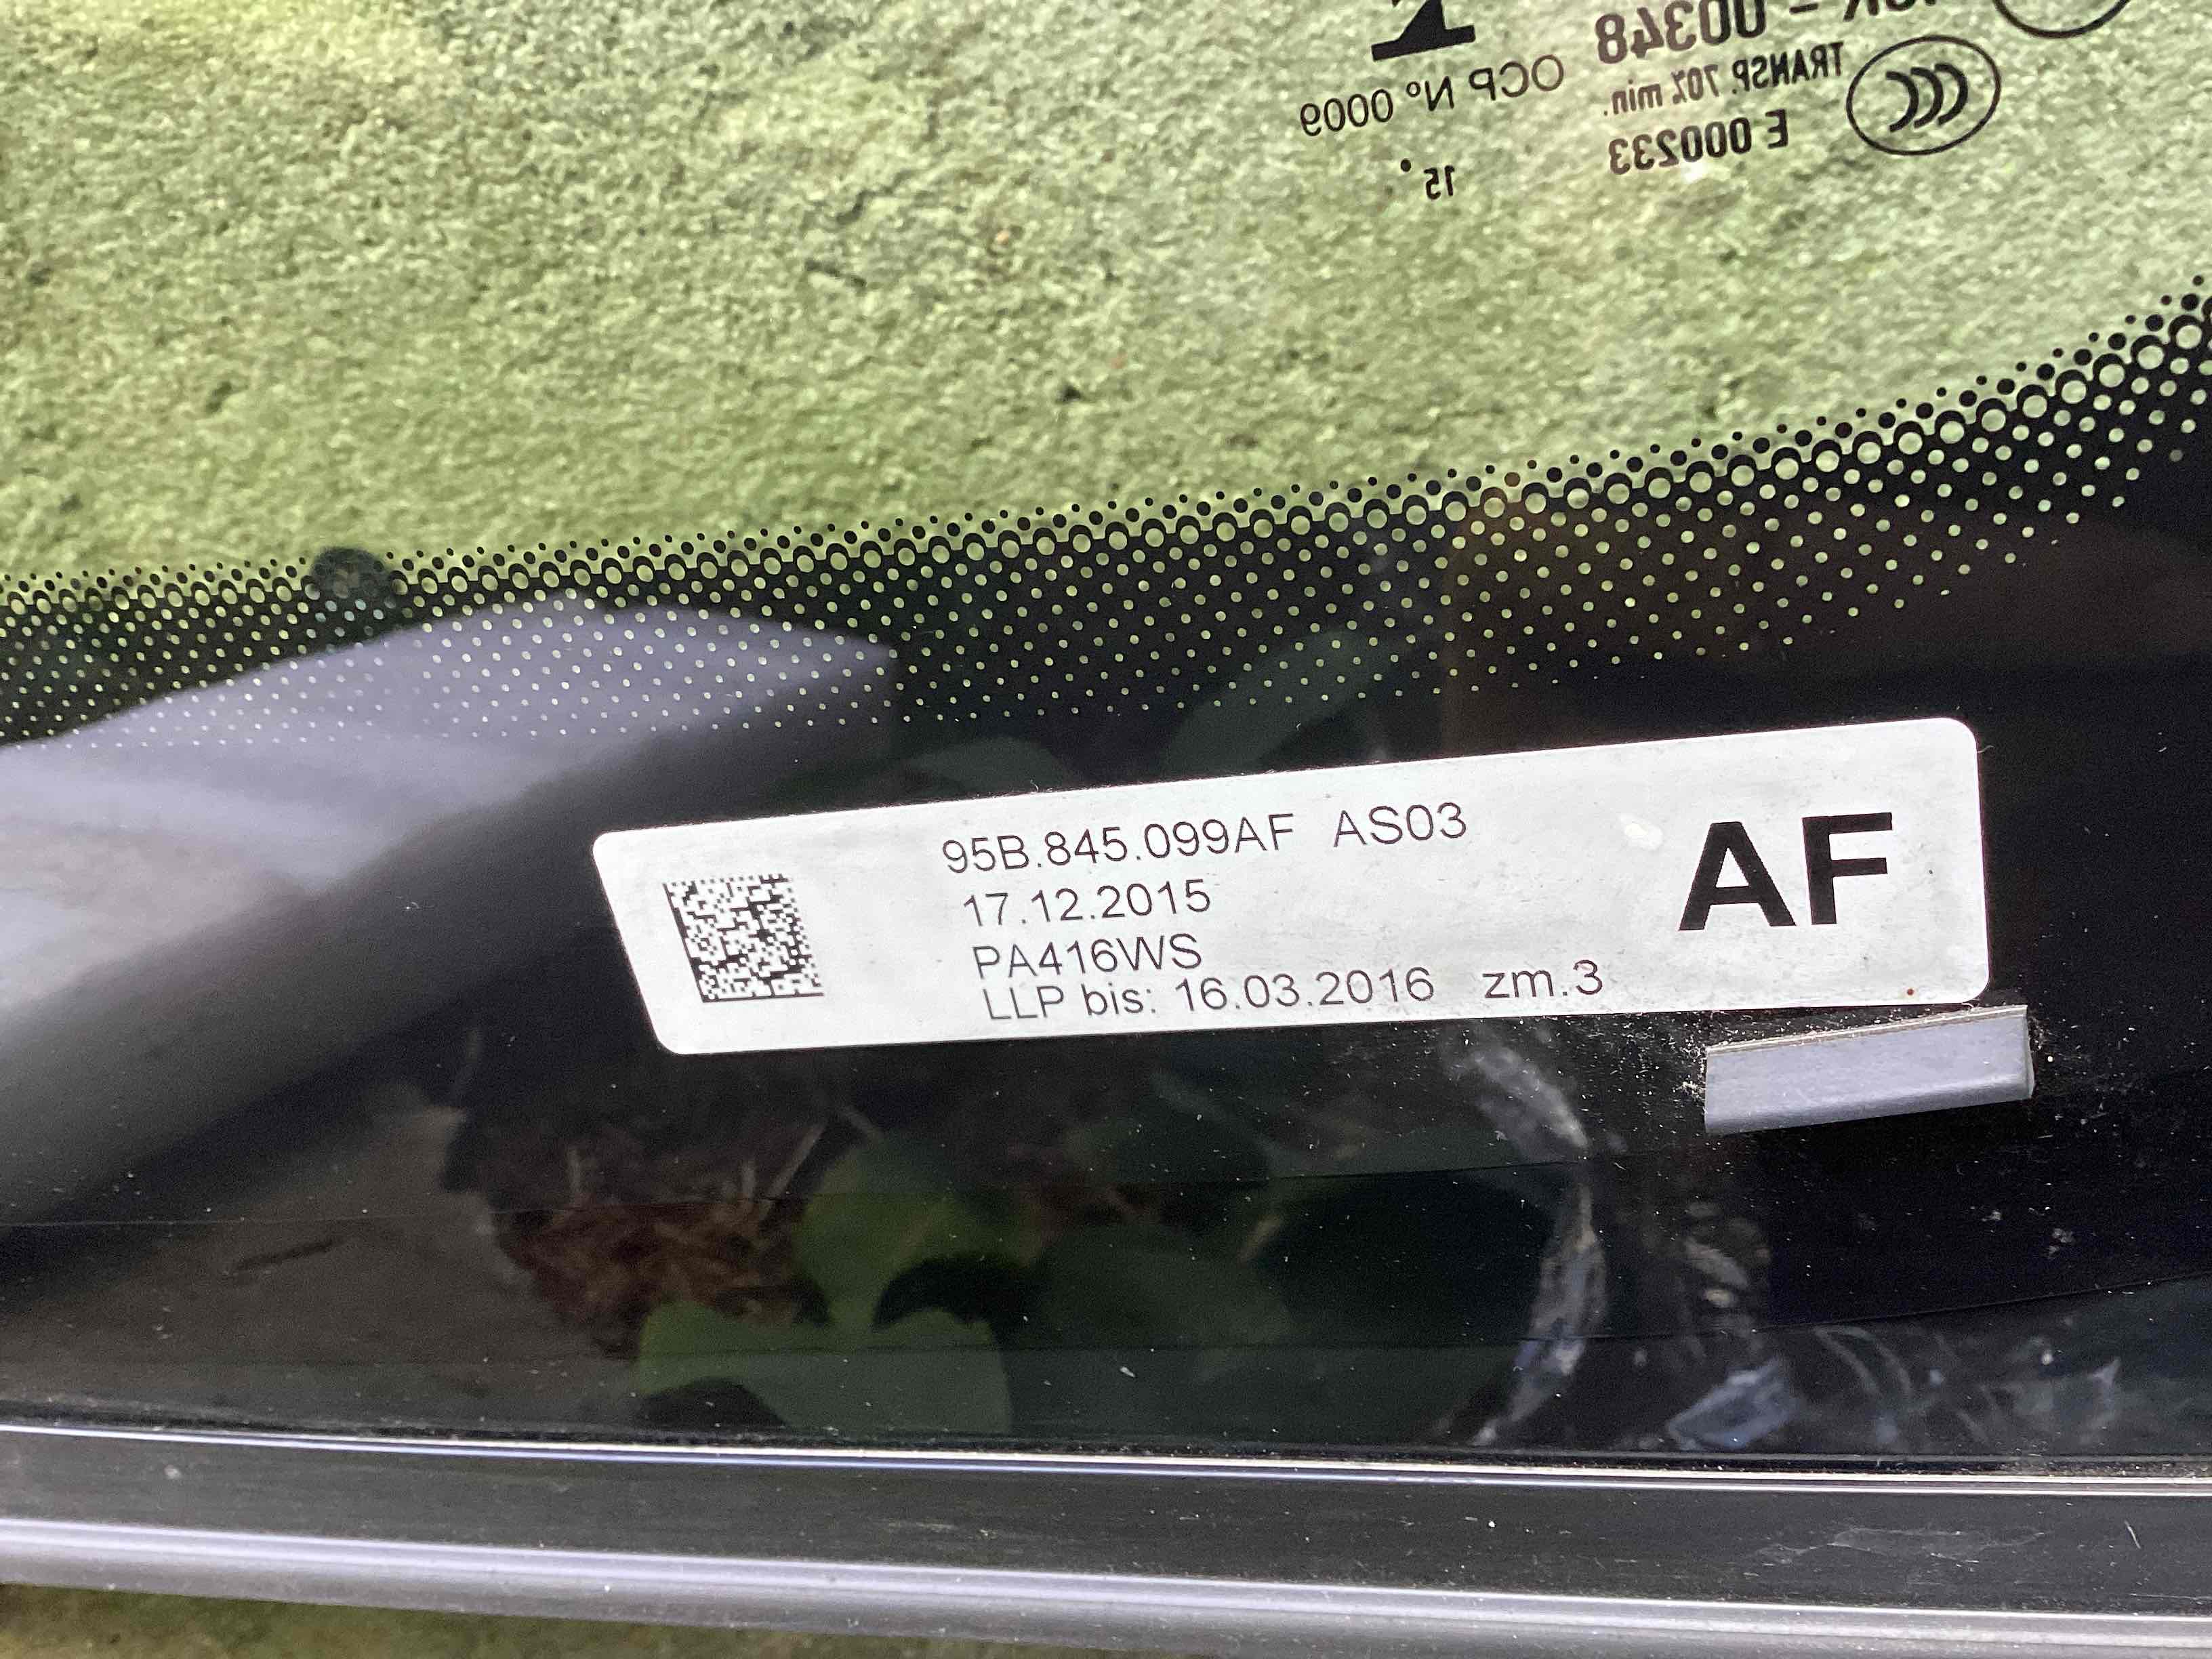 00348 -
OCP Nº 0009
TRANSP. 70% min.
E 000233
15
95B.845.099AF AS03
17.12.2015
PA416WS
LLP bis: 16.03.2016 zm.3
AF